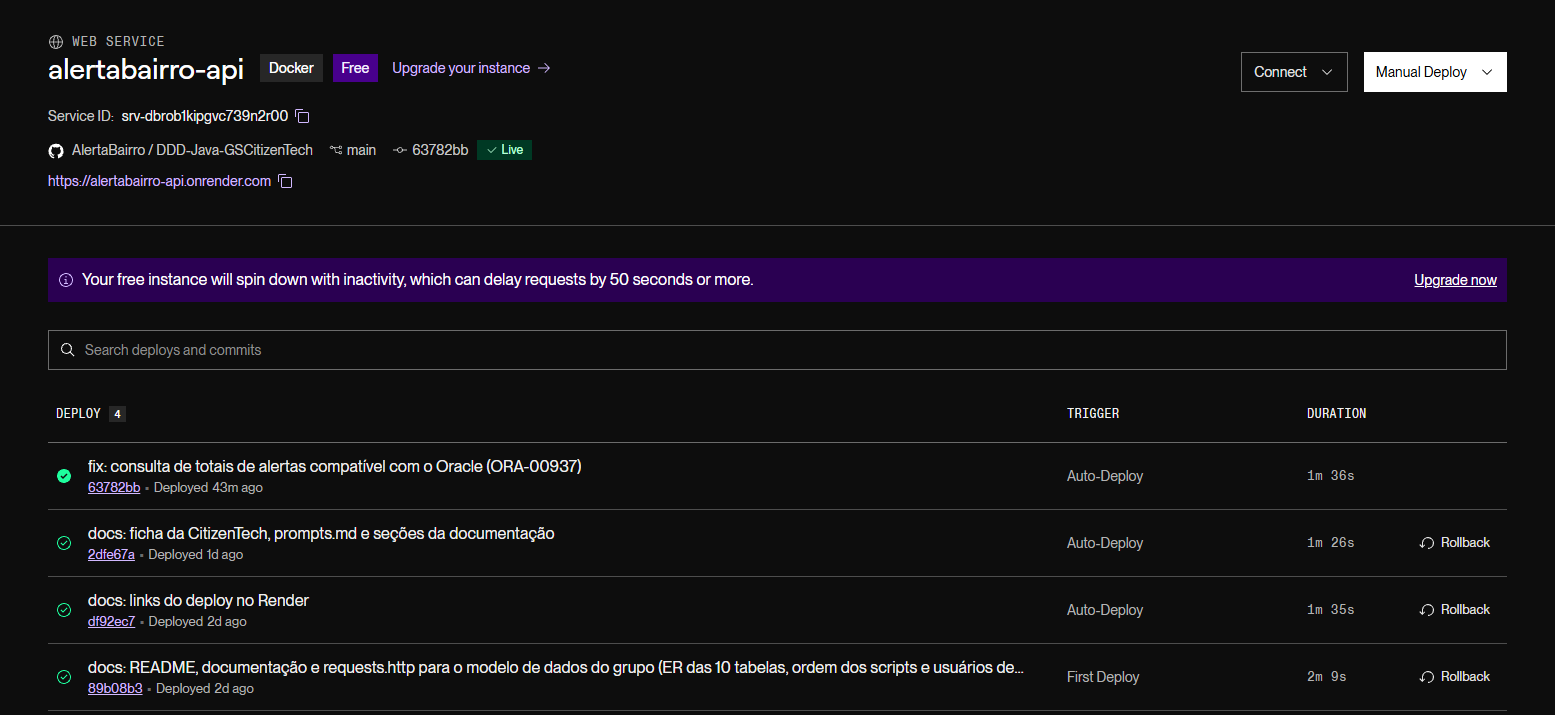 WEB SERVICE
alertabairro-api Docker Free Upgrade your instance →
Connect Manual Deploy
Service ID: srv-dbrob1kipgvc739n2r00
AlertaBairro / DDD-Java-GSCitizenTech main 63782bb Live
https://alertabairro-api.onrender.com
Your free instance will spin down with inactivity, which can delay requests by 50 seconds or more. Upgrade now
Search deploys and commits
DEPLOY 4 TRIGGER DURATION
fix: consulta de totais de alertas compatível com o Oracle (ORA-00937)
63782bb • Deployed 43m ago
Auto-Deploy 1m 36s
docs: ficha da CitizenTech, prompts.md e seções da documentação
2dfe67a • Deployed 1d ago
Auto-Deploy 1m 26s Rollback
docs: links do deploy no Render
df92ec7 • Deployed 2d ago
Auto-Deploy 1m 35s Rollback
docs: README, documentação e requests.http para o modelo de dados do grupo (ER das 10 tabelas, ordem dos scripts e usuários de...
89b08b3 • Deployed 2d ago
First Deploy 2m 9s Rollback